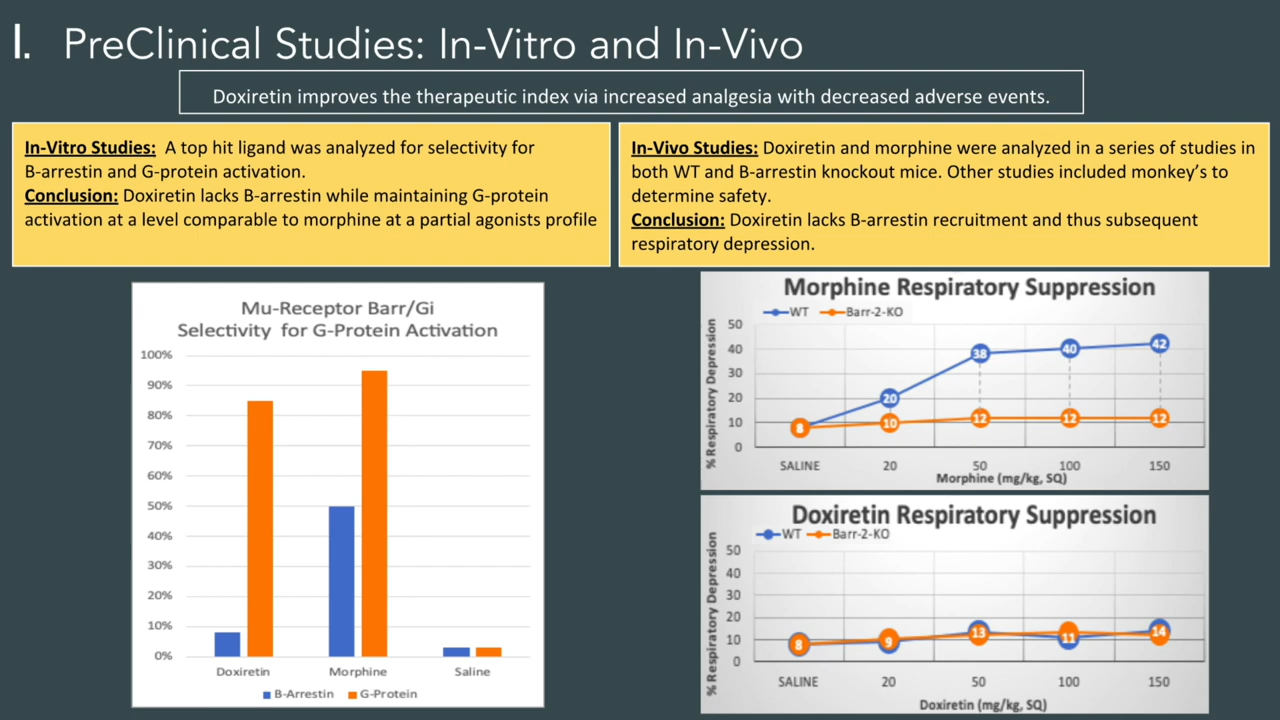 I. PreClinical Studies: In-Vitro and In-Vivo
Doxiretin improves the therapeutic index via increased analgesia with decreased adverse events.
In-Vitro Studies: A top hit ligand was analyzed for selectivity for
B-arrestin and G-protein activation.
Conclusion: Doxiretin lacks B-arrestin while maintaining G-protein
activation at a level comparable to morphine at a partial agonists profile
In-Vivo Studies: Doxiretin and morphine were analyzed in a series of studies in
both WT and B-arrestin knockout mice. Other studies included monkey's to
determine safety.
Conclusion: Doxiretin lacks B-arrestin recruitment and thus subsequent
respiratory depression.
Mu-Receptor Barr/Gi
Selectivity for G-Protein Activation
100%
90%
80%
70%
60%
50%
40%
30%
20%
10%
0%
Doxiretin Morphine Saline
B-Arrestin G-Protein
Morphine Respiratory Suppression
WT Barr-2-KO
% Respiratory Depression
50
40
30
20
10
0
8 20 38 40 42
10 12 12 12
SALINE 20 50 100 150
Morphine (mg/kg, SQ)
Doxiretin Respiratory Suppression
WT Barr-2-KO
% Respiratory Depression
50
40
30
20
10
0
8 9 13 11 14
SALINE 20 50 100 150
Doxiretin (mg/kg, SQ)